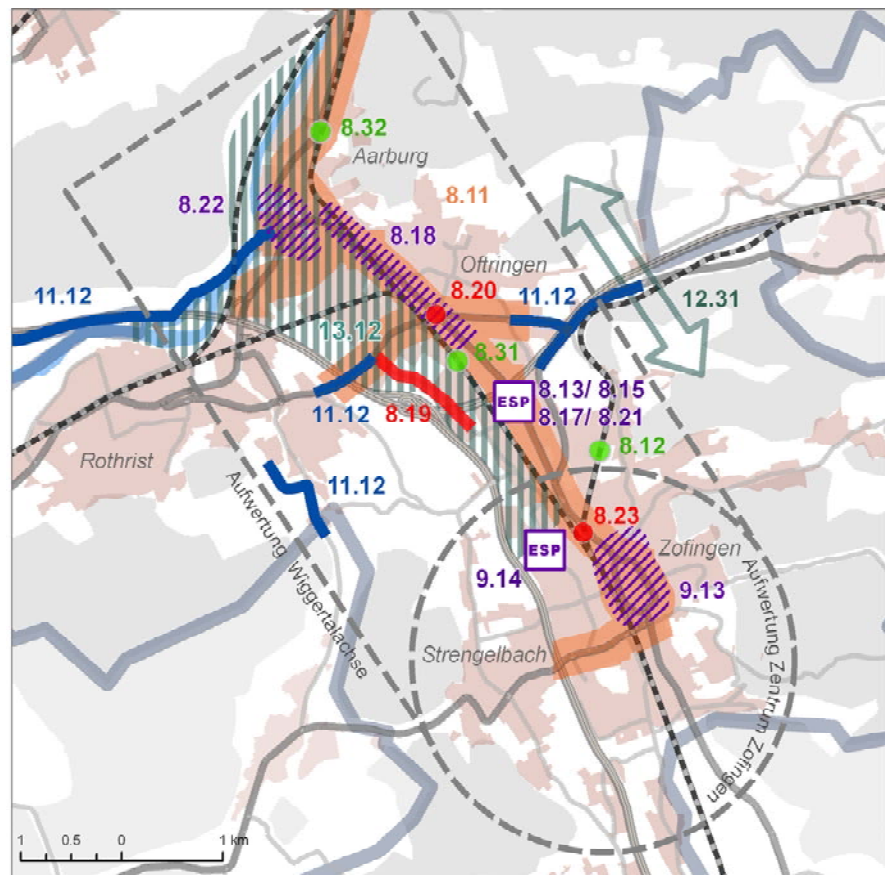 8.32
Aarburg
8.22
8.11
8.18
Oftringen
11.12
8.20
11.12
12.31
13.12
8.31
ESP
8.13/ 8.15
8.17/ 8.21
11.12
8.19
8.12
Rothrist
11.12
Aufwertung Wiggertalachse
8.23
ESP
Zofingen
9.14
9.13
Strengelbach
Aufwertung Zentrum Zofingen
1 0.5 0 1 km